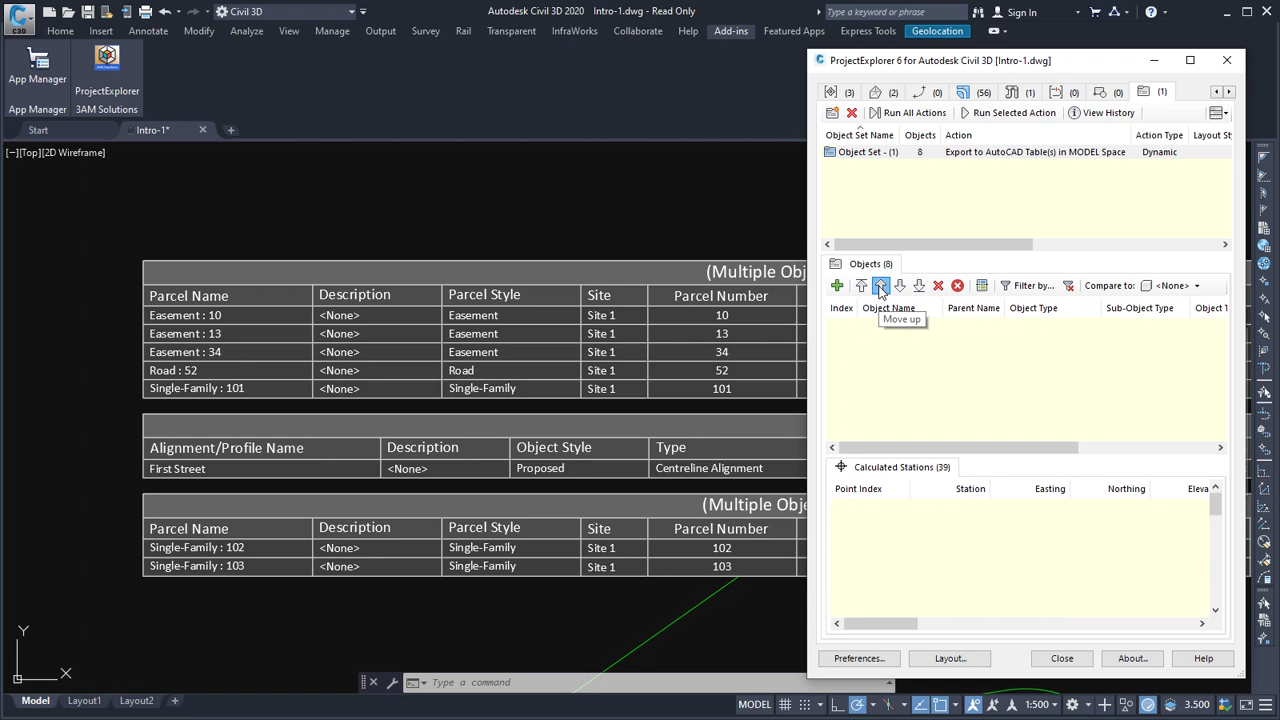 Civil 3D
Autodesk Civil 3D 2020 Intro-1.dwg - Read Only
Type a keyword or phrase
Sign In
C3D
Home Insert Annotate Modify Analyze View Manage Output Survey Rail Transparent InfraWorks Collaborate Help Add-ins Featured Apps Express Tools Geolocation
App Manager
ProjectExplorer
App Manager
3AM Solutions
Start
Intro-1*
[−][Top][2D Wireframe]
(Multiple Obj
Parcel Name Description Parcel Style Site Parcel Number
Easement : 10 <None> Easement Site 1 10
Easement : 13 <None> Easement Site 1 13
Easement : 34 <None> Easement Site 1 34
Road : 52 <None> Road Site 1 52
Single-Family : 101 <None> Single-Family Site 1 101
Alignment/Profile Name Description Object Style Type
First Street <None> Proposed Centreline Alignment
(Multiple Obje
Parcel Name Description Parcel Style Site Parcel Number
Single-Family : 102 <None> Single-Family Site 1 102
Single-Family : 103 <None> Single-Family Site 1 103
Y
X
Type a command
Model Layout1 Layout2
MODEL
1:500
3.500
ProjectExplorer 6 for Autodesk Civil 3D [Intro-1.dwg]
(3) (2) (0) (56) (1) (0) (0) (1)
Run All Actions Run Selected Action View History
Object Set Name Objects Action Action Type Layout Sty
Object Set - (1) 8 Export to AutoCAD Table(s) in MODEL Space Dynamic
Objects (8)
Filter by... Compare to: <None>
Index Object Name Parent Name Object Type Sub-Object Type Object T
Move up
Calculated Stations (39)
Point Index Station Easting Northing Eleva
Preferences... Layout... Close About... Help